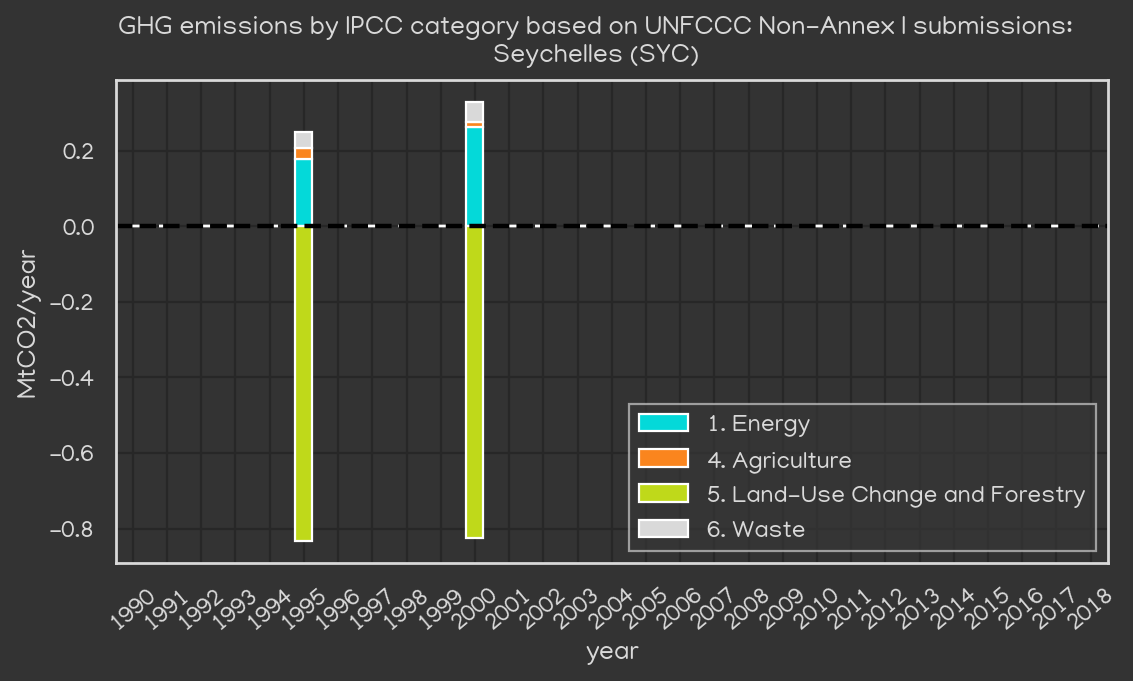 GHG emissions by IPCC category based on UNFCCC Non-Annex I submissions:
Seychelles (SYC)
MtCO2/year
0.2
0.0
-0.2
-0.4
-0.6
-0.8
1. Energy
4. Agriculture
5. Land-Use Change and Forestry
6. Waste
1990 1991 1992 1993 1994 1995 1996 1997 1998 1999 2000 2001 2002 2003 2004 2005 2006 2007 2008 2009 2010 2011 2012 2013 2014 2015 2016 2017 2018
year